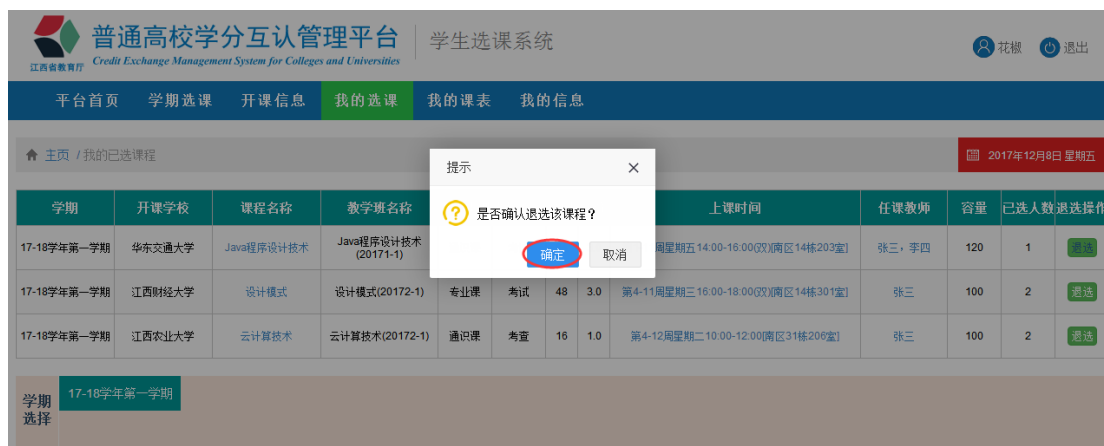 普通高校学分互认管理平台
学生选课系统
江西省教育厅
Credit Exchange Management System for Colleges and Universities
花椒
退出
平台首页 学期选课 开课信息 我的选课 我的课表 我的信息
主页 / 我的已选课程
2017年12月8日 星期五
提示
是否确认退选该课程?
确定 取消
学期 开课学校 课程名称 教学班名称 上课时间 任课教师 容量 已选人数 退选操作
17-18学年第一学期 华东交通大学 Java程序设计技术 Java程序设计技术(20171-1) 周星期五14:00-16:00(双)[南区14栋203室] 张三，李四 120 1 退选
17-18学年第一学期 江西财经大学 设计模式 设计模式(20172-1) 专业课 考试 48 3.0 第4-11周星期三16:00-18:00(双)[南区14栋301室] 张三 100 2 退选
17-18学年第一学期 江西农业大学 云计算技术 云计算技术(20172-1) 通识课 考查 16 1.0 第4-12周星期二10:00-12:00[南区31栋206室] 张三 100 2 退选
学期
选择
17-18学年第一学期